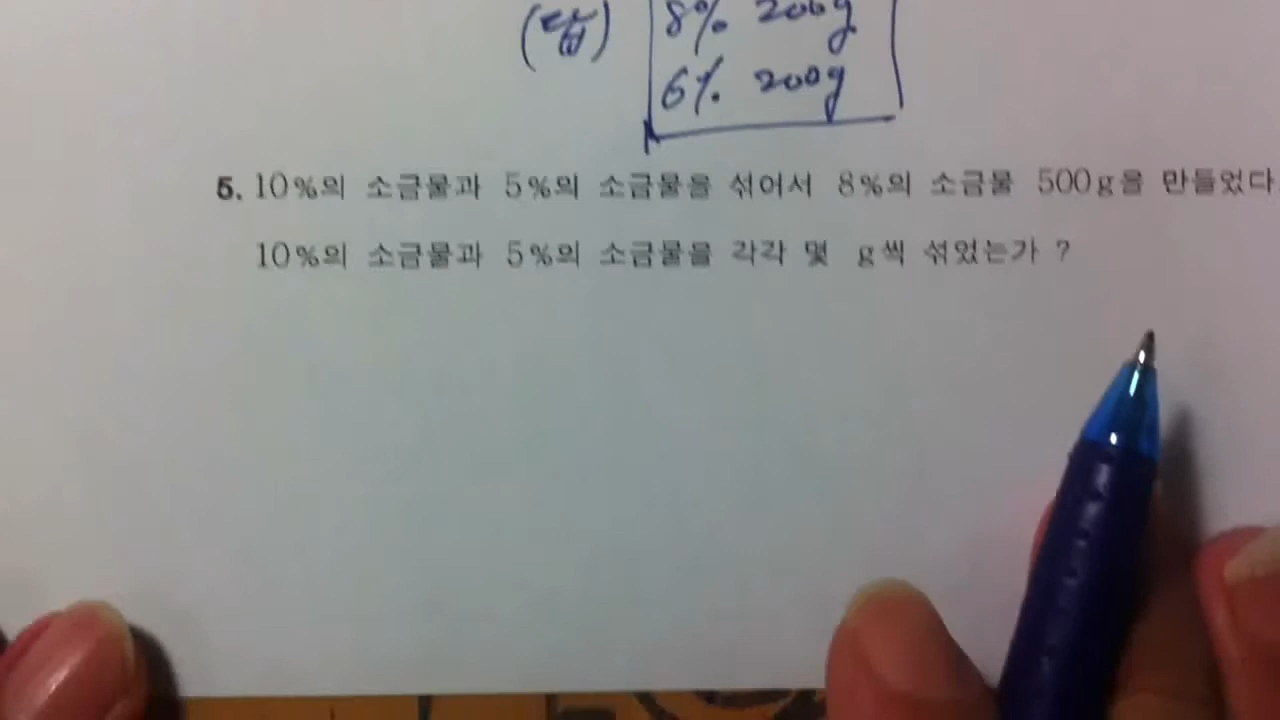 (답) 8% 200g
6% 200g
5. 10%의 소금물과 5%의 소금물을 섞어서 8%의 소금물 500g을 만들었다
10%의 소금물과 5%의 소금물을 각각 몇 g씩 섞었는가 ?